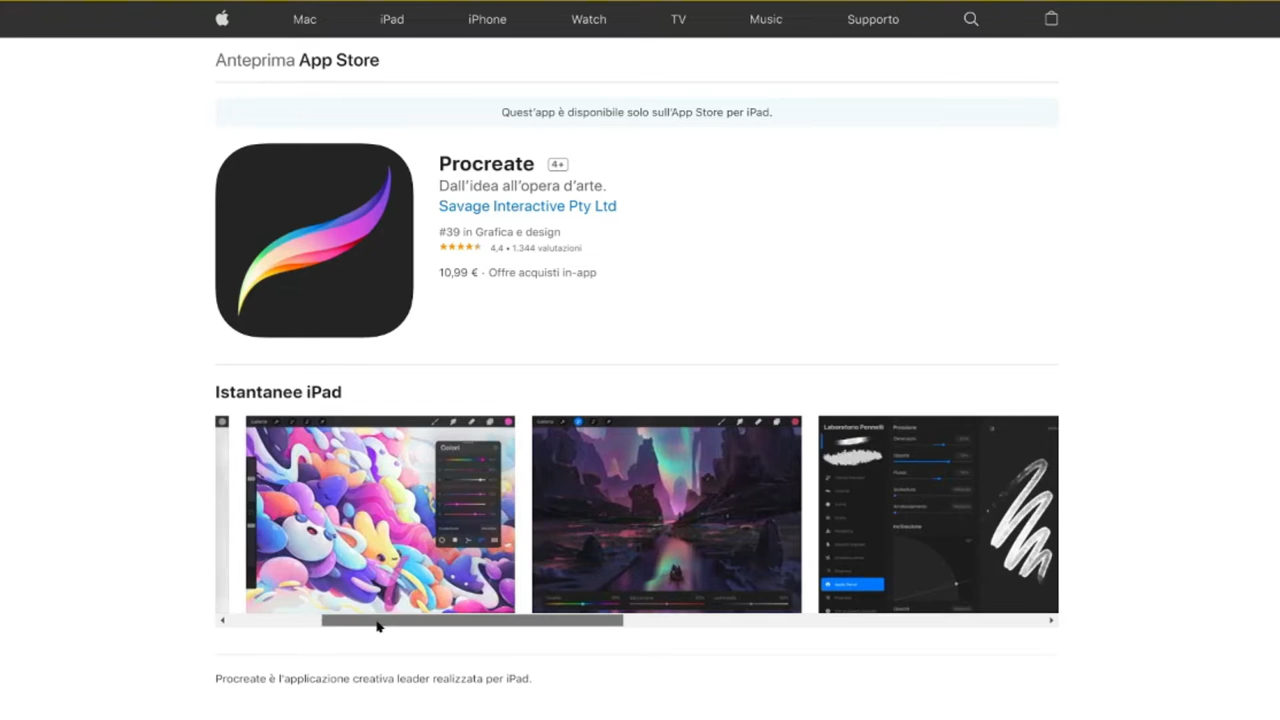 Mac iPad iPhone Watch TV Music Supporto
Anteprima App Store
Quest'app è disponibile solo sull'App Store per iPad.
Procreate 4+
Dall'idea all'opera d'arte.
Savage Interactive Pty Ltd
#39 in Grafica e design
4,4 • 1.344 valutazioni
10,99 € · Offre acquisti in-app
Istantanee iPad
Colori
Laboratorio Pennelli
Pressione
Apple Pencil
Procreate è l'applicazione creativa leader realizzata per iPad.